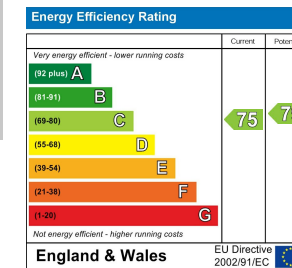 Energy Efficiency Rating
Current
Very energy efficient - lower running costs
(92 plus) A
(81-91) B
(69-80) C
75
(55-68) D
(39-54) E
(21-38) F
(1-20) G
Not energy efficient - higher running costs
England & Wales
EU Directive
2002/91/EC